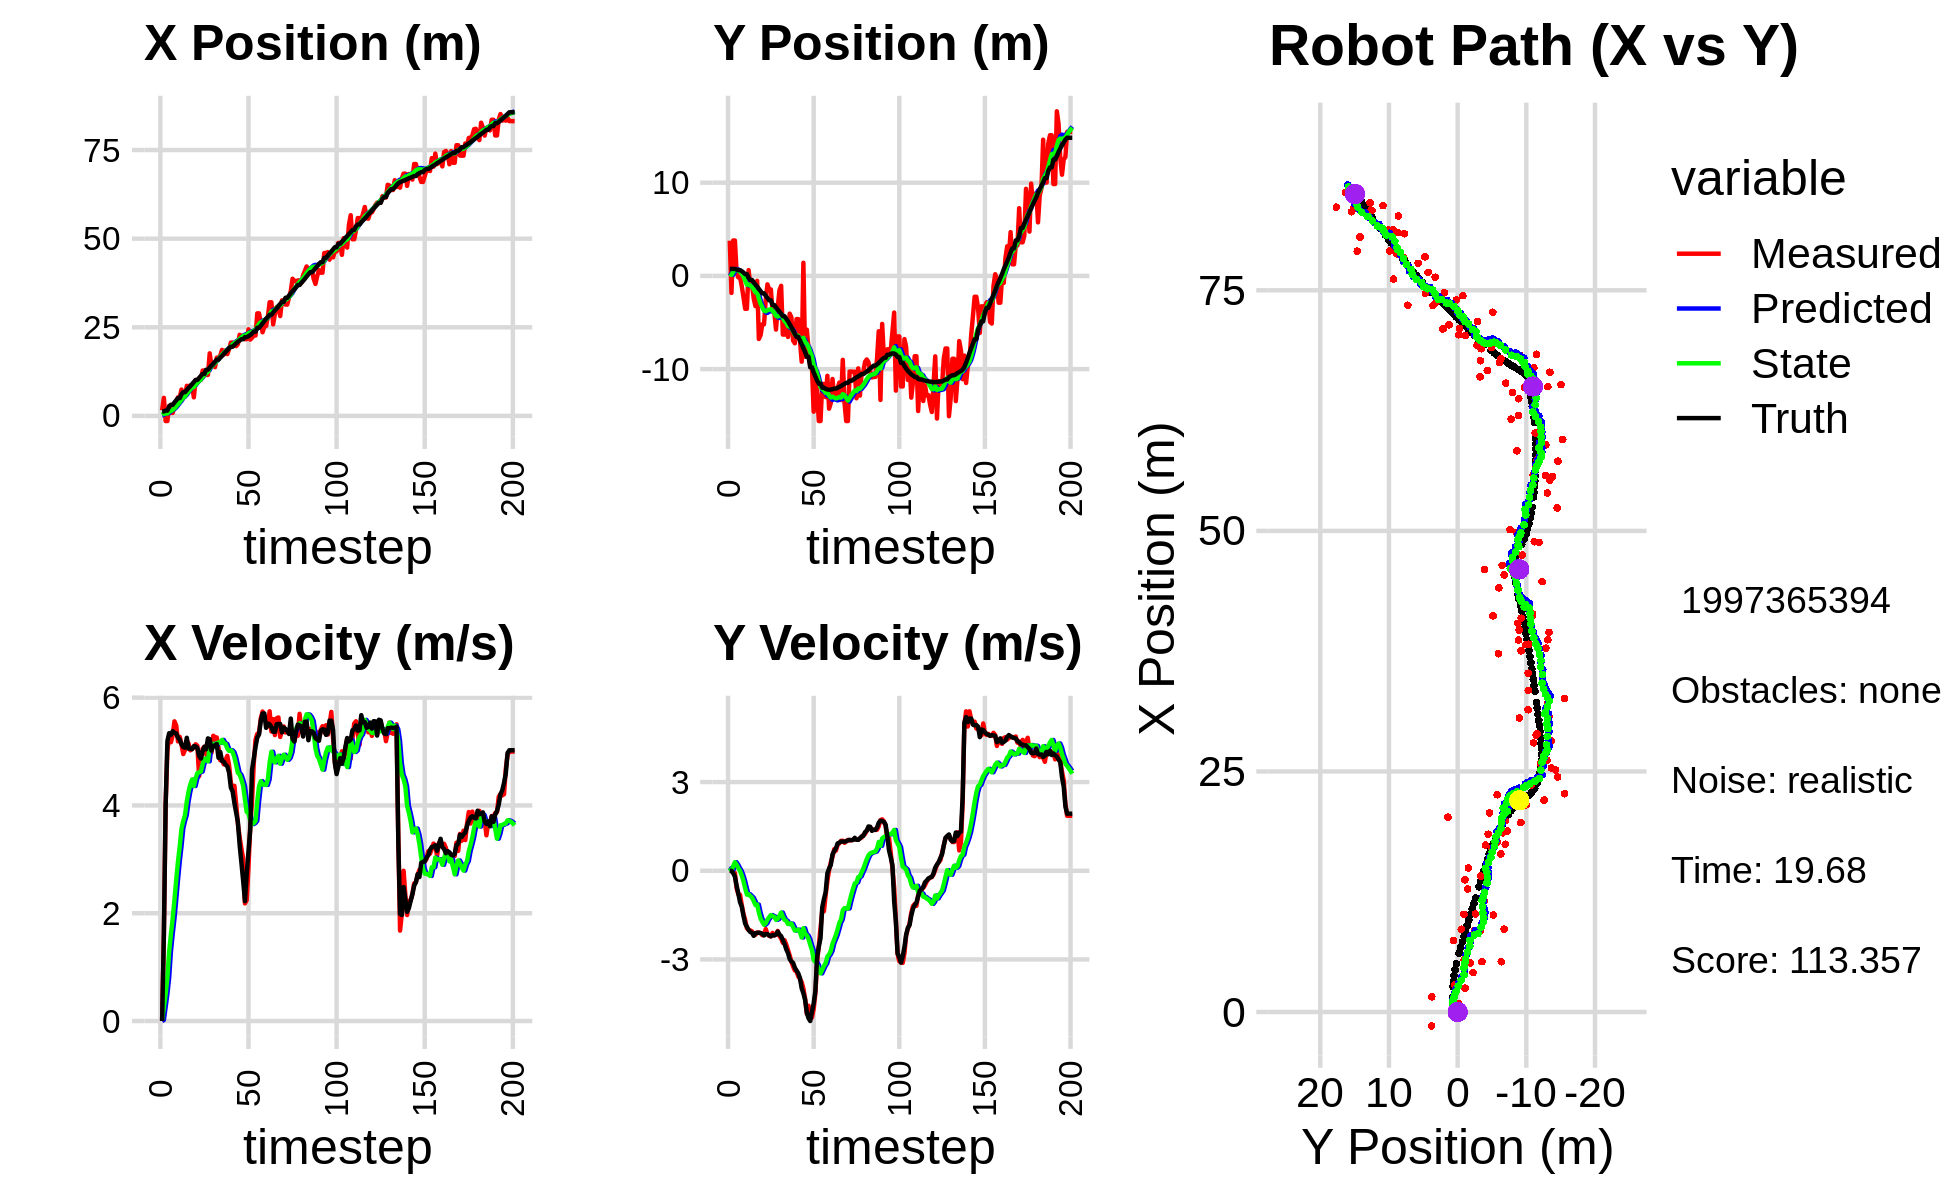 X Position (m)
75
50
25
0
0 50 100 150 200
timestep
Y Position (m)
10
0
-10
0 50 100 150 200
timestep
X Velocity (m/s)
6
4
2
0
0 50 100 150 200
timestep
Y Velocity (m/s)
3
0
-3
0 50 100 150 200
timestep
Robot Path (X vs Y)
X Position (m)
75
50
25
0
20 10 0 -10 -20
Y Position (m)
variable
Measured
Predicted
State
Truth
1997365394
Obstacles: none
Noise: realistic
Time: 19.68
Score: 113.357